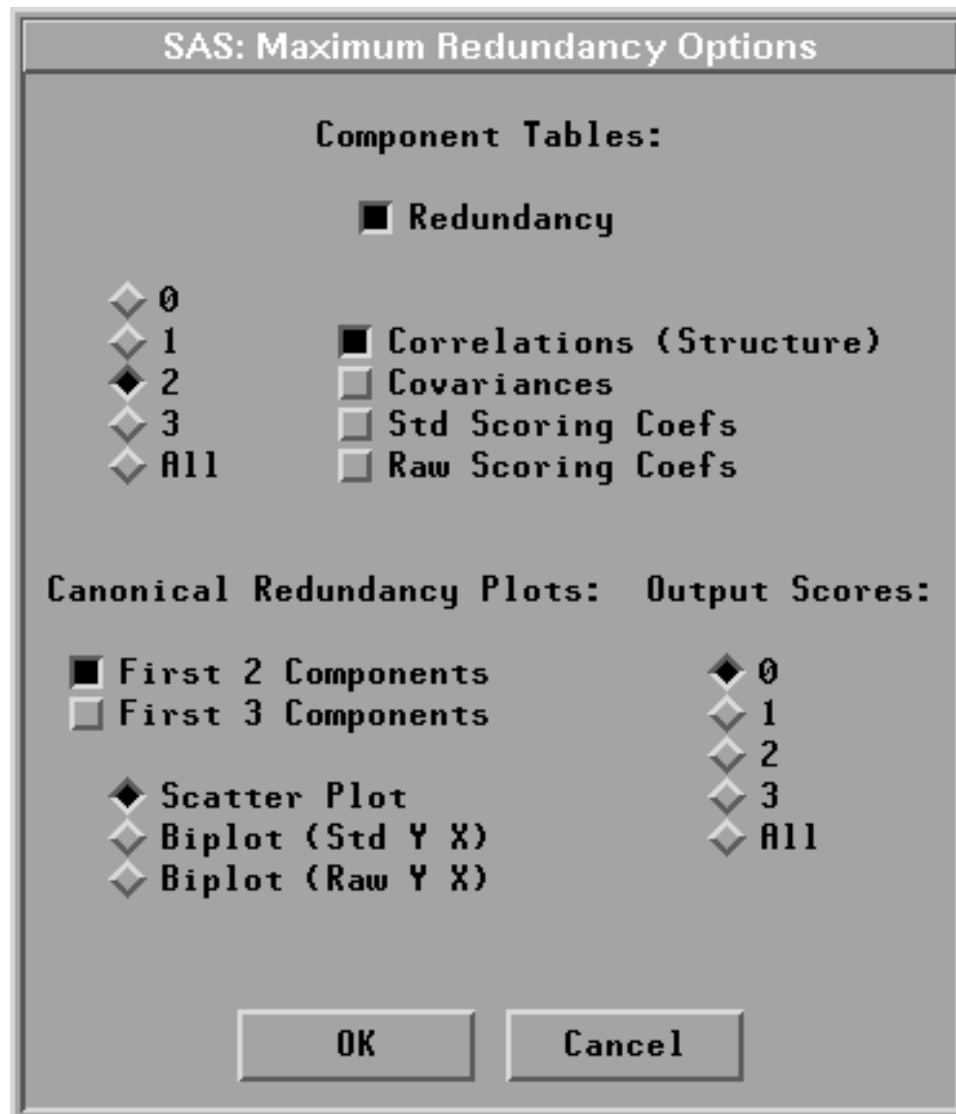 SAS: Maximum Redundancy Options
Component Tables:
Redundancy
0
1
2
3
All
Correlations (Structure)
Covariances
Std Scoring Coefs
Raw Scoring Coefs
Canonical Redundancy Plots:
First 2 Components
First 3 Components
Scatter Plot
Biplot (Std Y X)
Biplot (Raw Y X)
Output Scores:
0
1
2
3
All
OK
Cancel